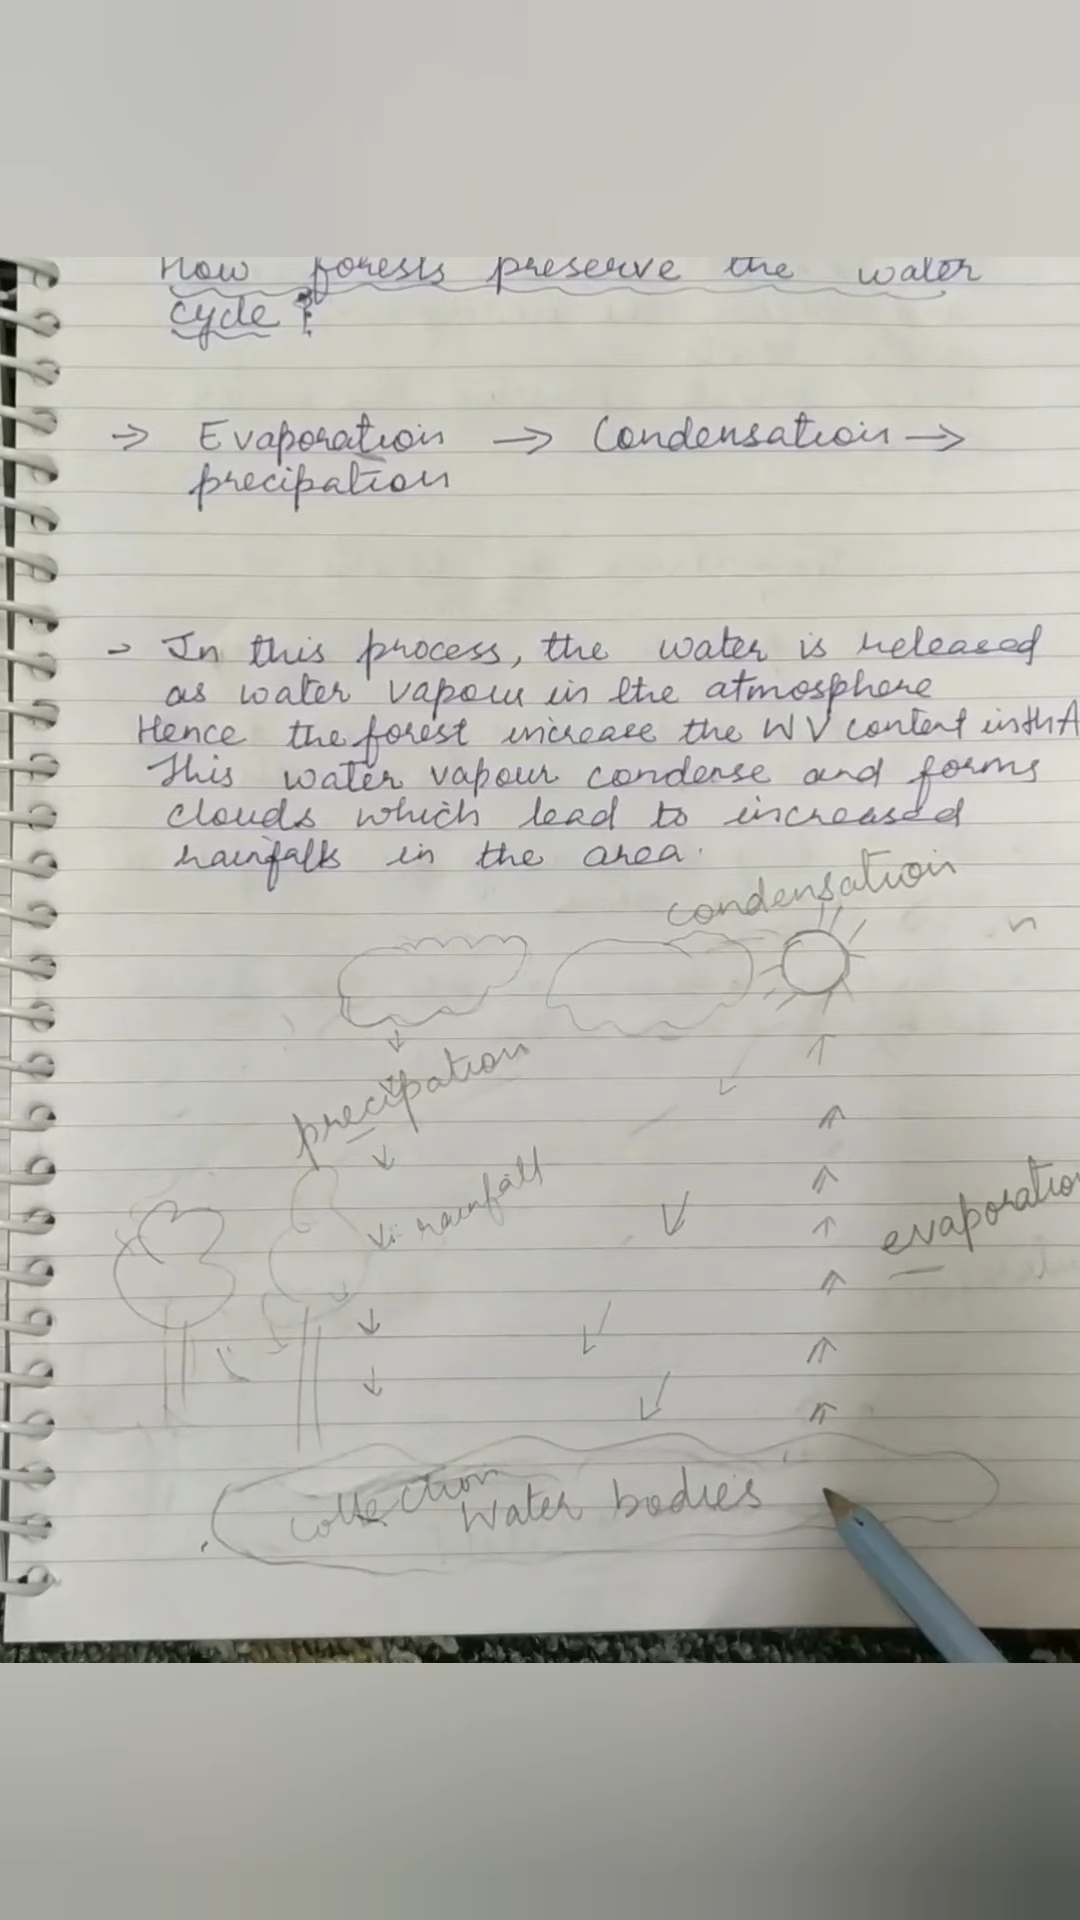 How forests preserve the water
cycle ?
→ Evaporation → Condensation →
precipation
→ In this process, the water is released
as water vapour in the atmosphere
Hence the forest increase the WV content in th A
This water vapour condense and forms
clouds which lead to increased
rainfalls in the area.
condensation
precipation
rainfall
evaporation
collection
Water bodies